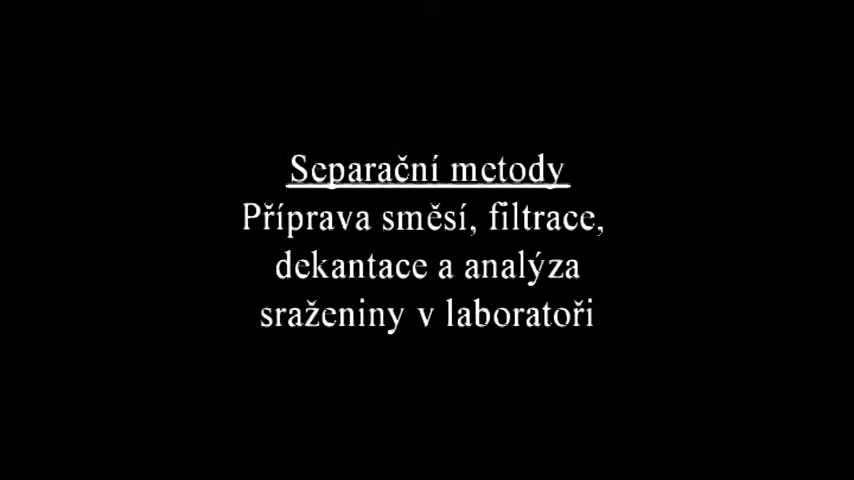 Separační metody
Příprava směsí, filtrace,
dekantace a analýza
sraženiny v laboratoři